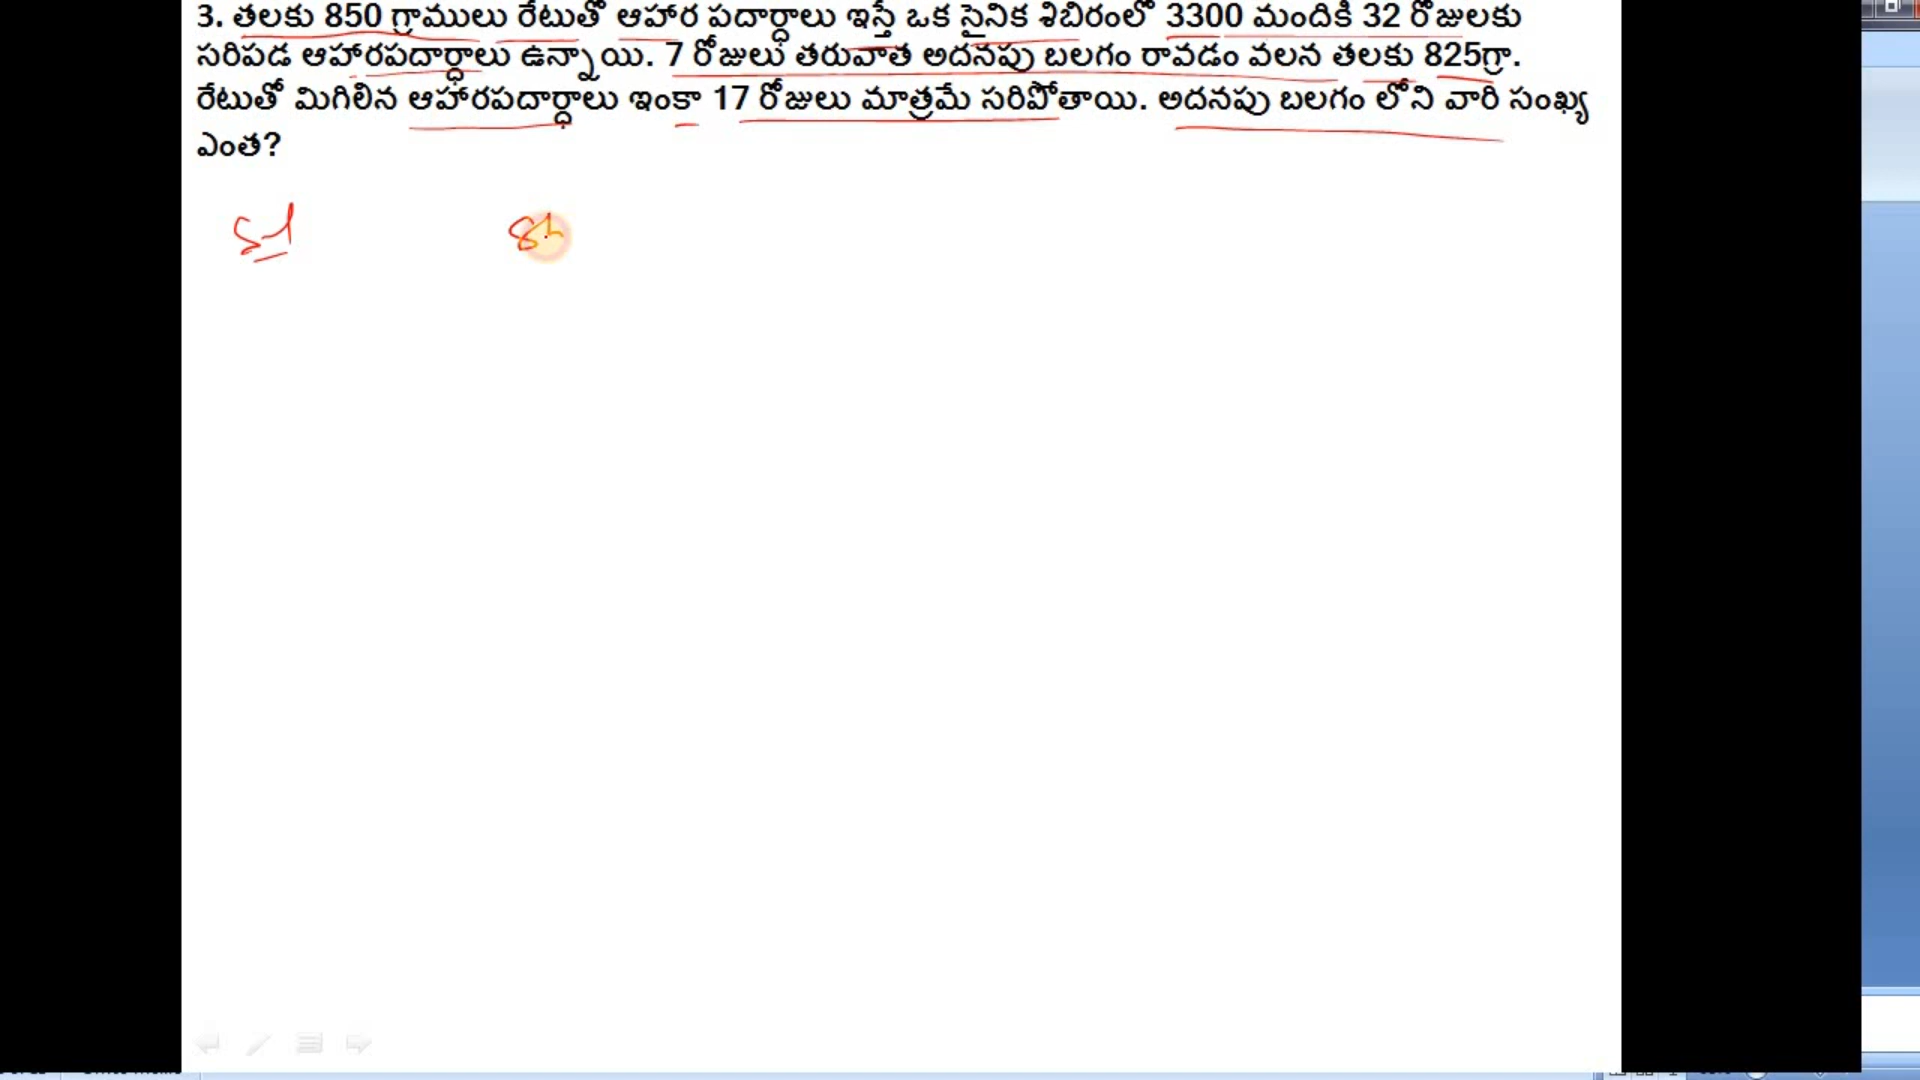 3. తలకు 850 గ్రాములు రేటుతో ఆహార పదార్ధాలు ఇస్తే ఒక సైనిక శిబిరంలో 3300 మందికి 32 రోజులకు
సరిపడ ఆహారపదార్ధాలు ఉన్నాయి. 7 రోజులు తరువాత అదనపు బలగం రావడం వలన తలకు 825గ్రా.
రేటుతో మిగిలిన ఆహారపదార్ధాలు ఇంకా 17 రోజులు మాత్రమే సరిపోతాయి. అదనపు బలగం లోని వారి సంఖ్య
ఎంత?